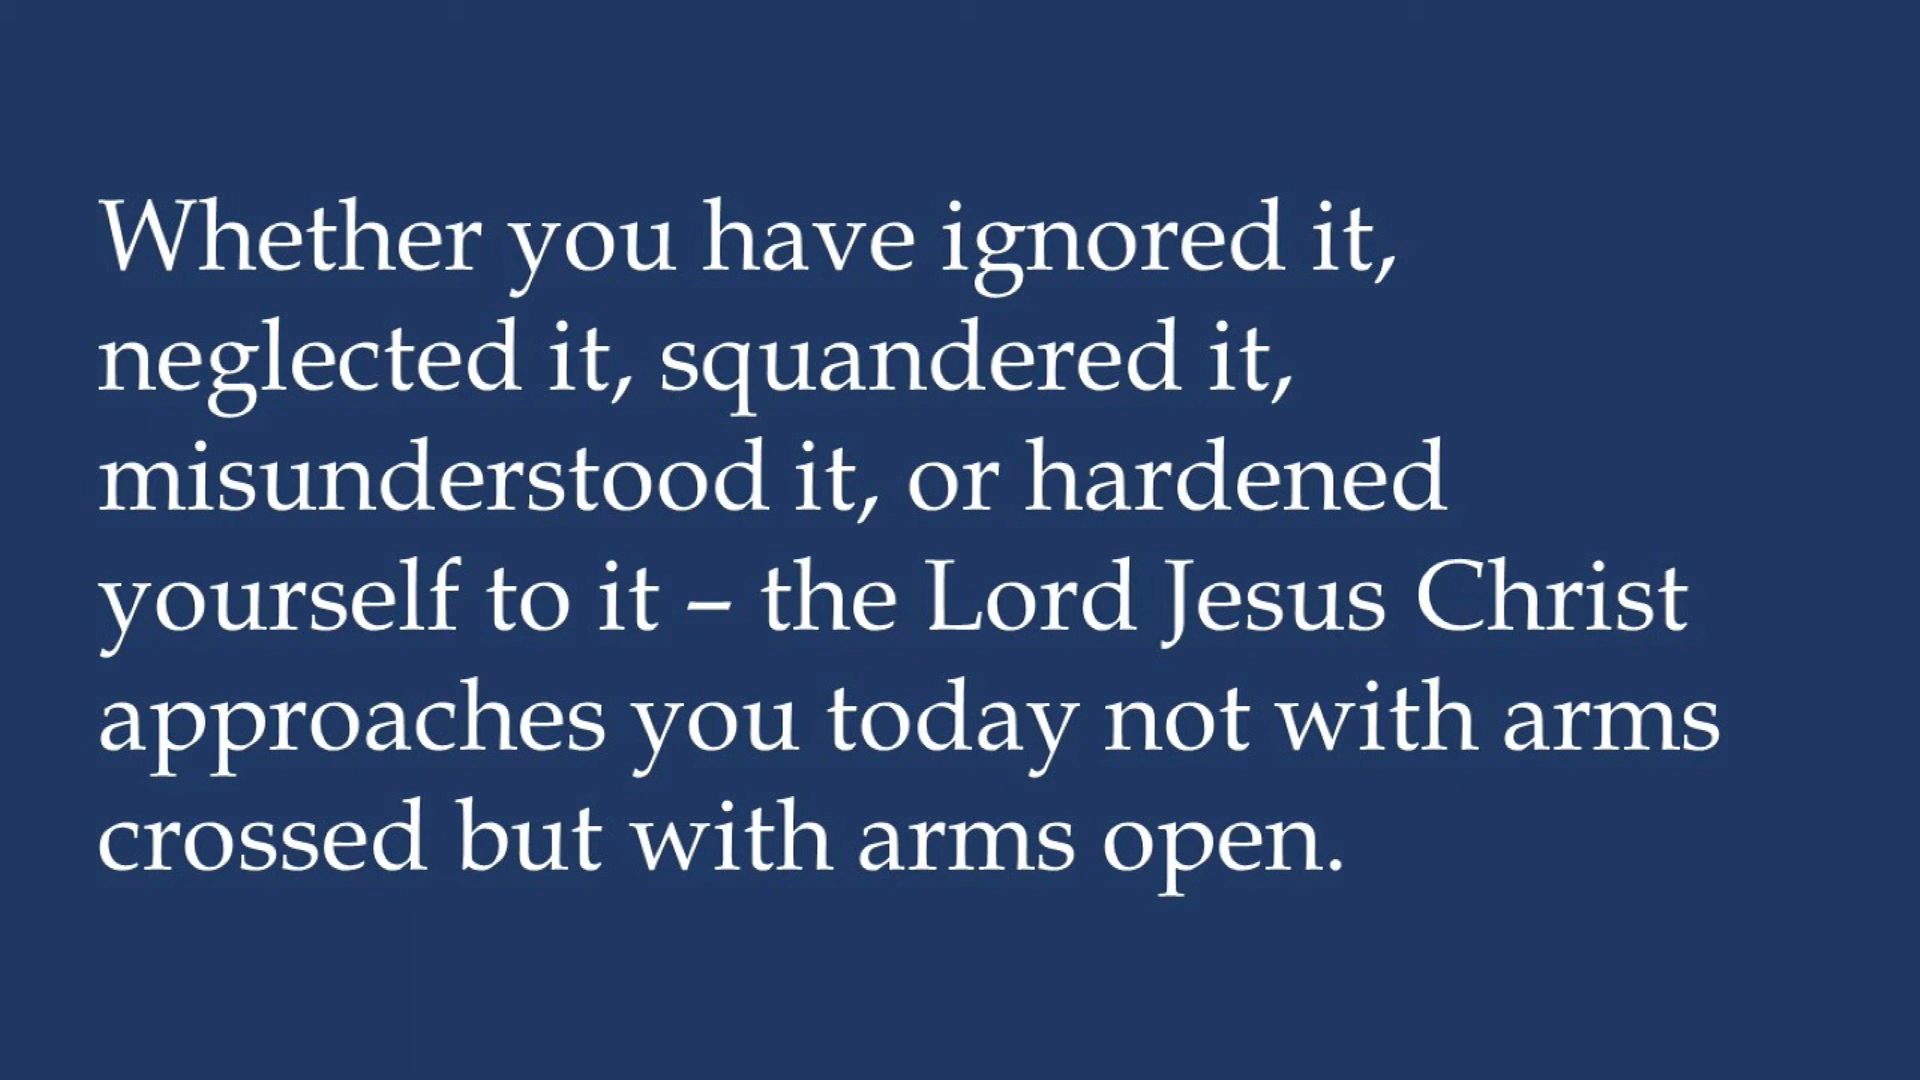 Whether you have ignored it,
neglected it, squandered it,
misunderstood it, or hardened
yourself to it – the Lord Jesus Christ
approaches you today not with arms
crossed but with arms open.